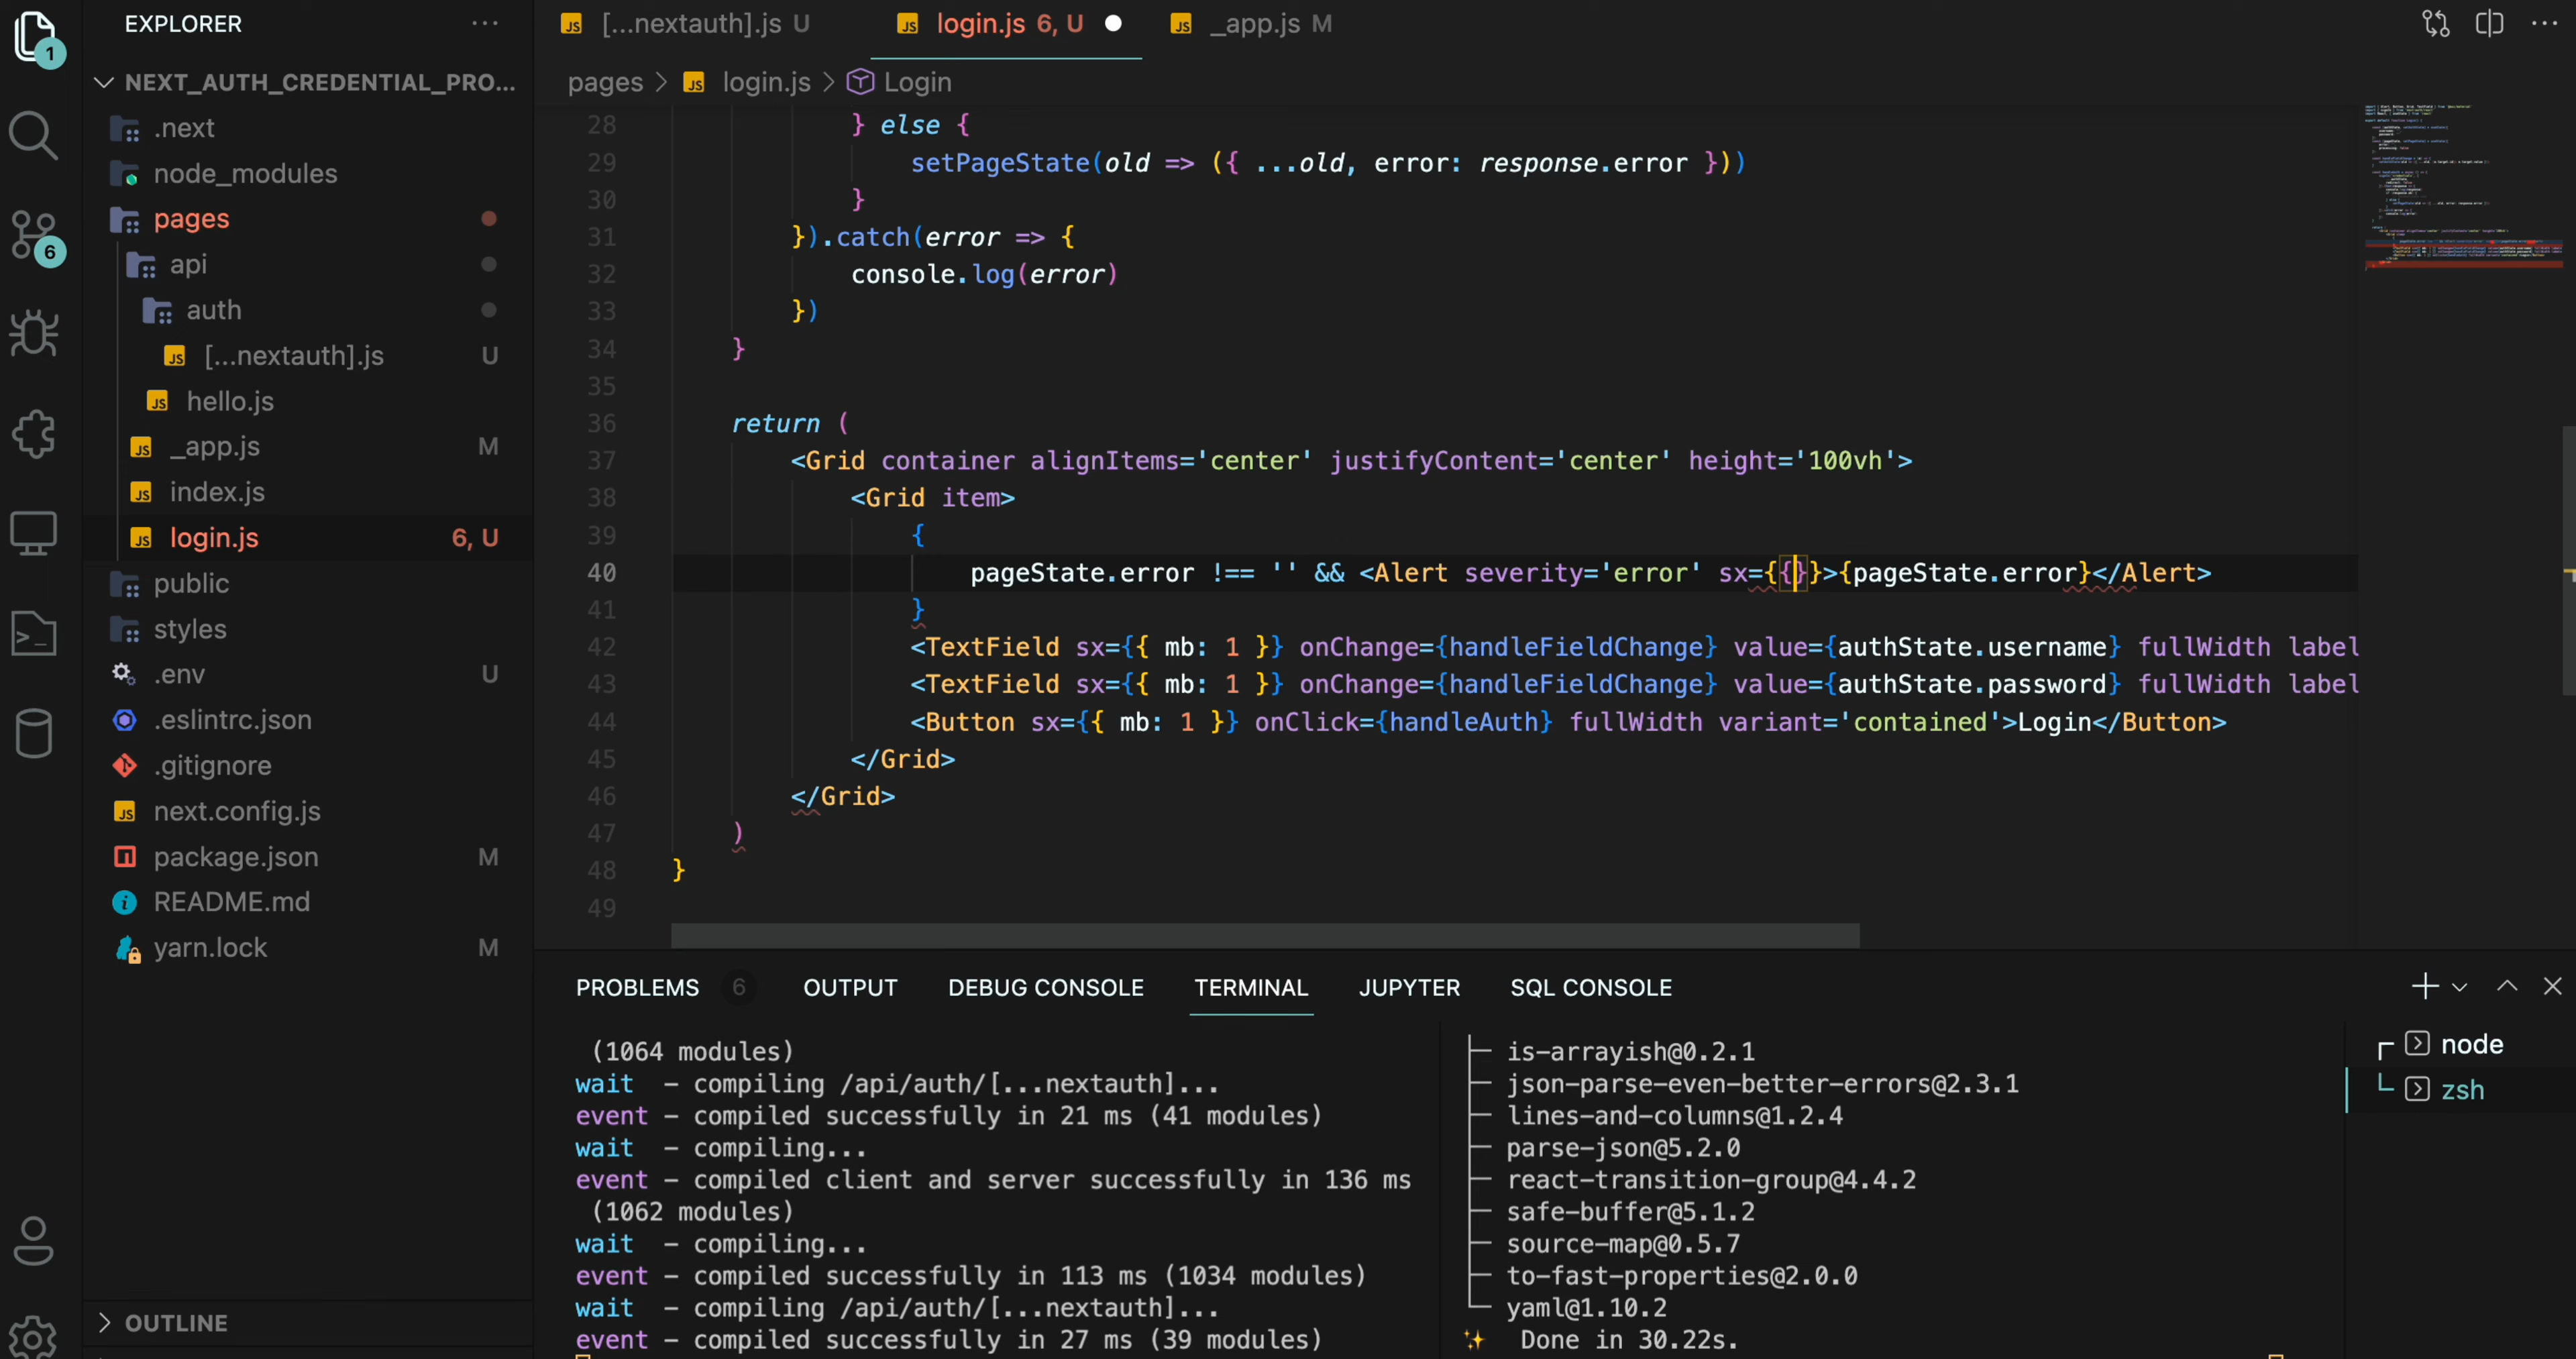 EXPLORER
1
NEXT_AUTH_CREDENTIAL_PRO...
.next
node_modules
pages
api
auth
[...nextauth].js U
hello.js
_app.js M
index.js
login.js 6, U
public
styles
.env U
.eslintrc.json
.gitignore
next.config.js
package.json M
README.md
yarn.lock M
OUTLINE
6
[...nextauth].js U
login.js 6, U
_app.js M
pages > login.js > Login
28 } else {
29 setPageState(old => ({ ...old, error: response.error }))
30 }
31 }).catch(error => {
32 console.log(error)
33 })
34 }
35
36 return (
37 <Grid container alignItems='center' justifyContent='center' height='100vh'>
38 <Grid item>
39 {
40 pageState.error !== '' && <Alert severity='error' sx={{}}>{pageState.error}</Alert>
41 }
42 <TextField sx={{ mb: 1 }} onChange={handleFieldChange} value={authState.username} fullWidth label
43 <TextField sx={{ mb: 1 }} onChange={handleFieldChange} value={authState.password} fullWidth label
44 <Button sx={{ mb: 1 }} onClick={handleAuth} fullWidth variant='contained'>Login</Button>
45 </Grid>
46 </Grid>
47 )
48 }
49
PROBLEMS 6 OUTPUT DEBUG CONSOLE TERMINAL JUPYTER SQL CONSOLE
(1064 modules)
wait - compiling /api/auth/[...nextauth]...
event - compiled successfully in 21 ms (41 modules)
wait - compiling...
event - compiled client and server successfully in 136 ms
(1062 modules)
wait - compiling...
event - compiled successfully in 113 ms (1034 modules)
wait - compiling /api/auth/[...nextauth]...
event - compiled successfully in 27 ms (39 modules)
├─ is-arrayish@0.2.1
├─ json-parse-even-better-errors@2.3.1
├─ lines-and-columns@1.2.4
├─ parse-json@5.2.0
├─ react-transition-group@4.4.2
├─ safe-buffer@5.1.2
├─ source-map@0.5.7
├─ to-fast-properties@2.0.0
└─ yaml@1.10.2
✨ Done in 30.22s.
node
zsh